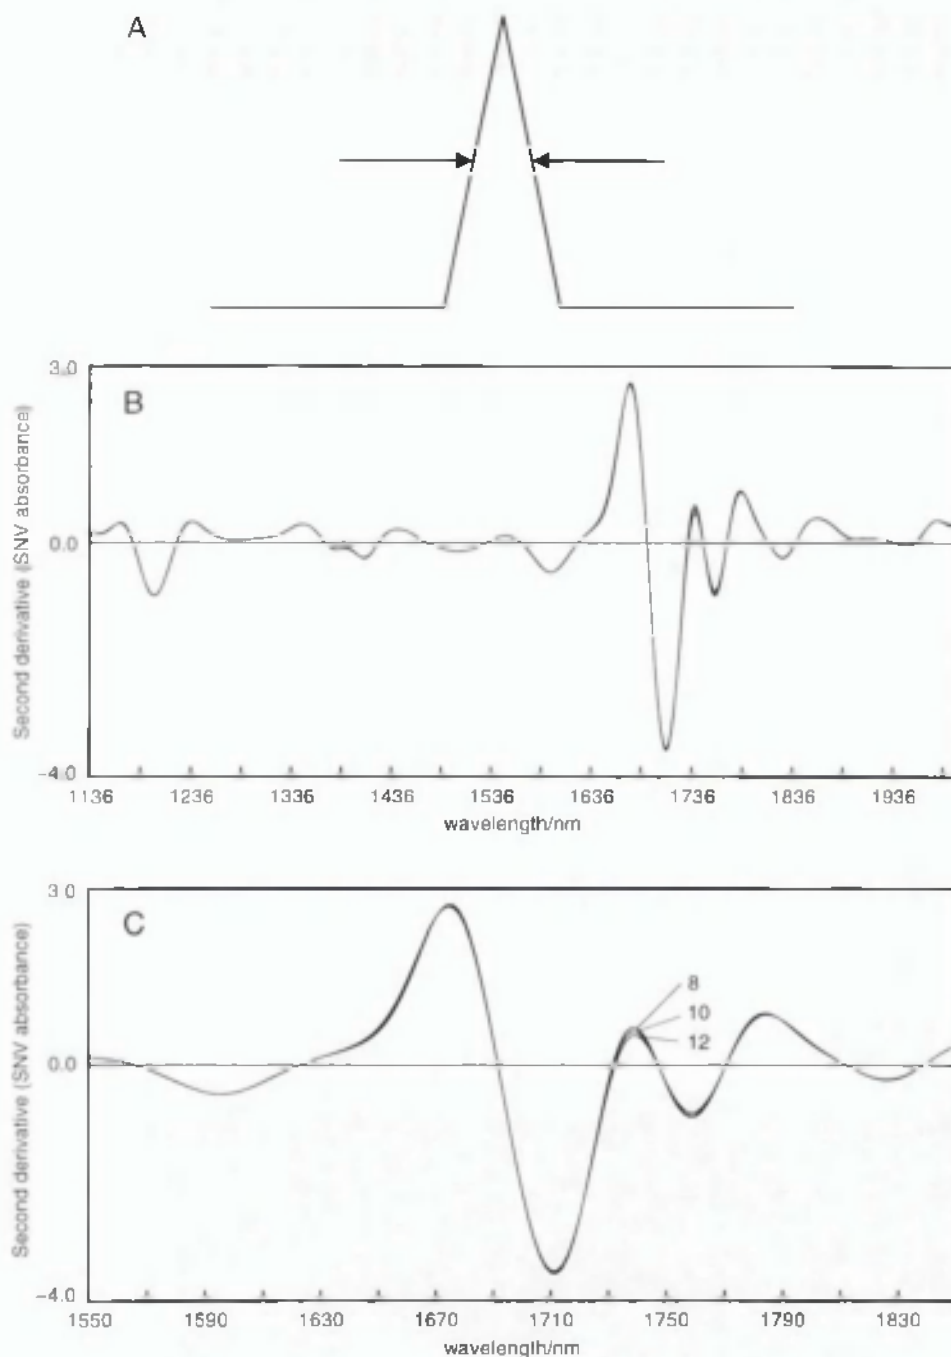 A
3.0
B
Second derivative (SNV absorbance)
0.0
−4.0
1136 1236 1336 1436 1536 1636 1736 1836 1936
wavelength/nm
3.0
C
8
10
12
Second derivative (SNV absorbance)
0.0
−4.0
1550 1590 1630 1670 1710 1750 1790 1830
wavelength/nm